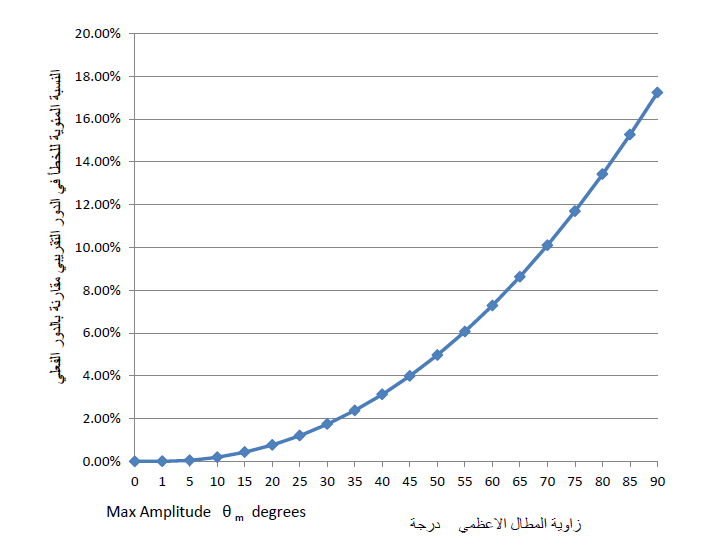 20.00%
18.00%
16.00%
14.00%
12.00%
10.00%
8.00%
6.00%
4.00%
2.00%
0.00%
النسبة المئوية للخطأ في الدور التقريبي مقارنة بالدور الفعلي
0 1 5 10 15 20 25 30 35 40 45 50 55 60 65 70 75 80 85 90
Max Amplitude θ m degrees
زاوية المطال الاعظمي درجة